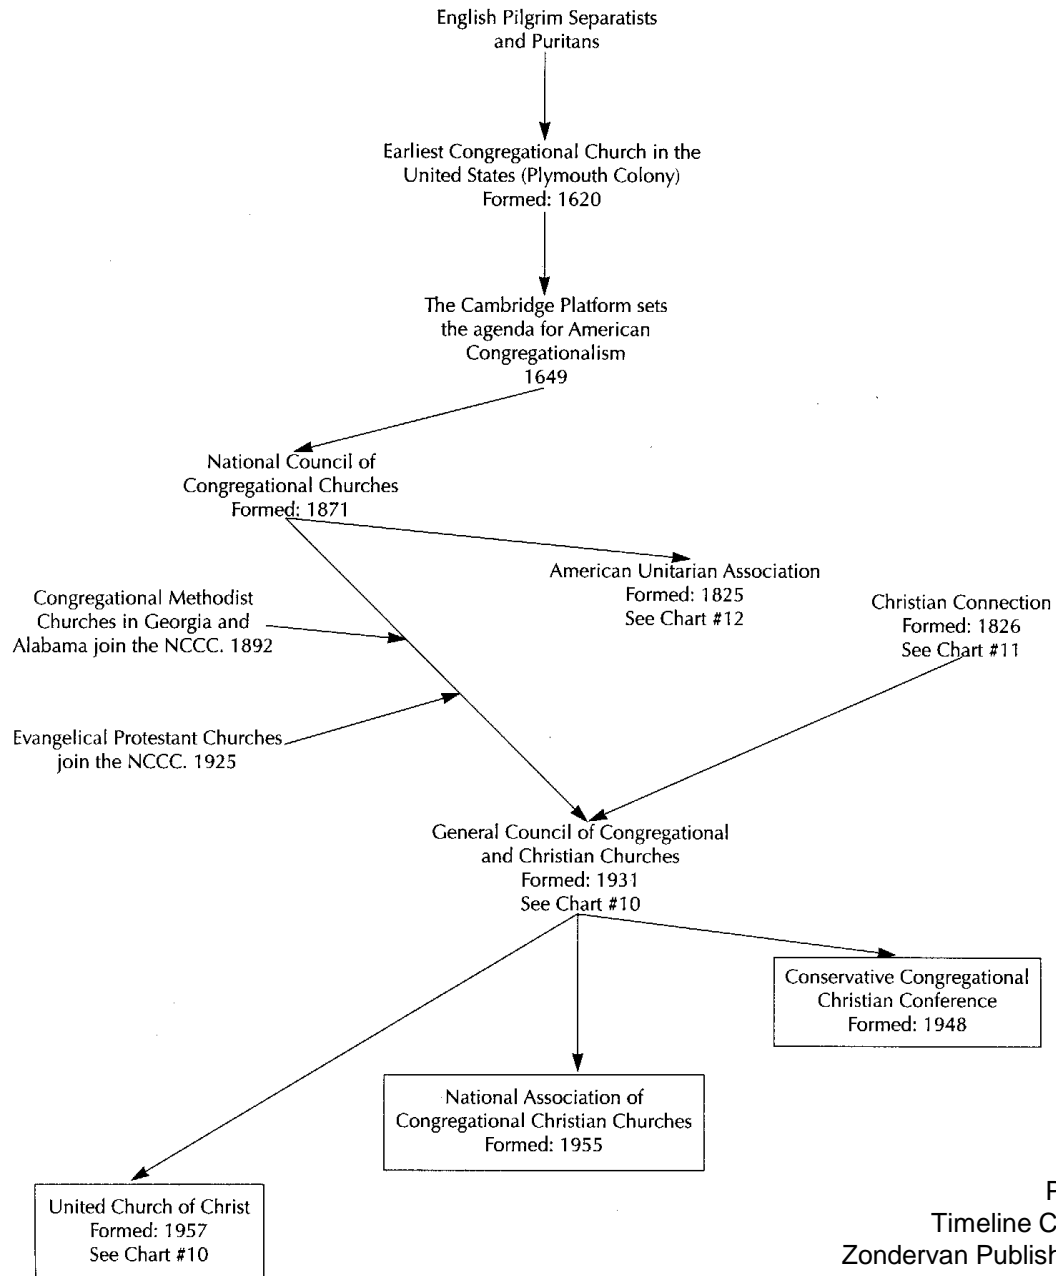 English Pilgrim Separatists
and Puritans
Earliest Congregational Church in the
United States (Plymouth Colony)
Formed: 1620
The Cambridge Platform sets
the agenda for American
Congregationalism
1649
National Council of
Congregational Churches
Formed: 1871
American Unitarian Association
Formed: 1825
See Chart #12
Christian Connection
Formed: 1826
See Chart #11
Congregational Methodist
Churches in Georgia and
Alabama join the NCCC. 1892
Evangelical Protestant Churches
join the NCCC. 1925
General Council of Congregational
and Christian Churches
Formed: 1931
See Chart #10
Conservative Congregational
Christian Conference
Formed: 1948
National Association of
Congregational Christian Churches
Formed: 1955
United Church of Christ
Formed: 1957
See Chart #10
Timeline
Zondervan